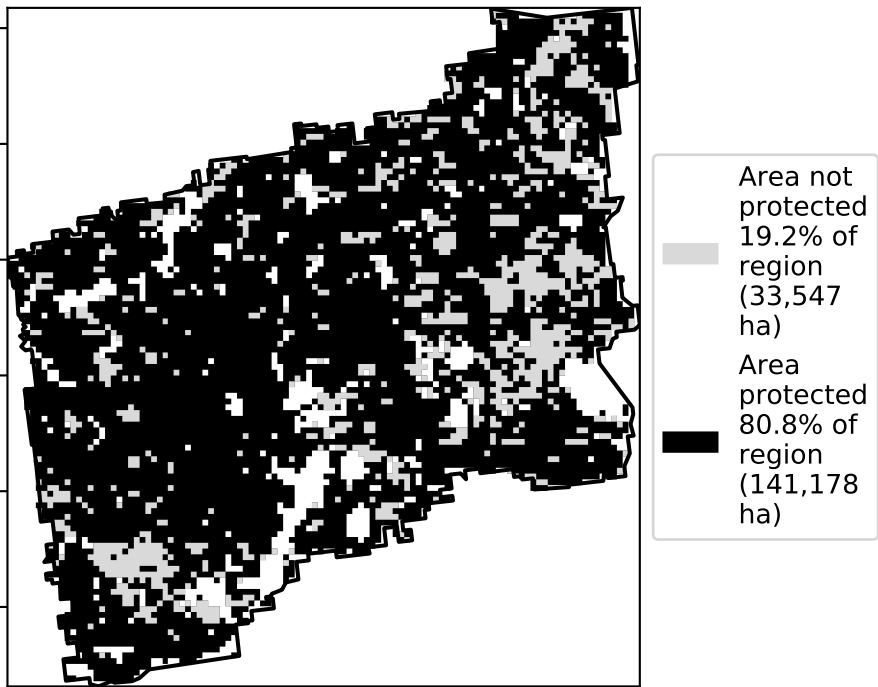 Area not
protected
19.2% of
region
(33,547
ha)
Area
protected
80.8% of
region
(141,178
ha)